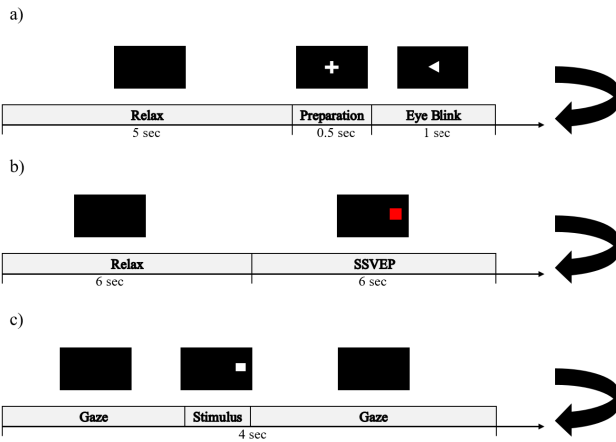 a)
Relax Preparation Eye Blink
5 sec 0.5 sec 1 sec
b)
Relax SSVEP
6 sec 6 sec
c)
Gaze Stimulus Gaze
4 sec